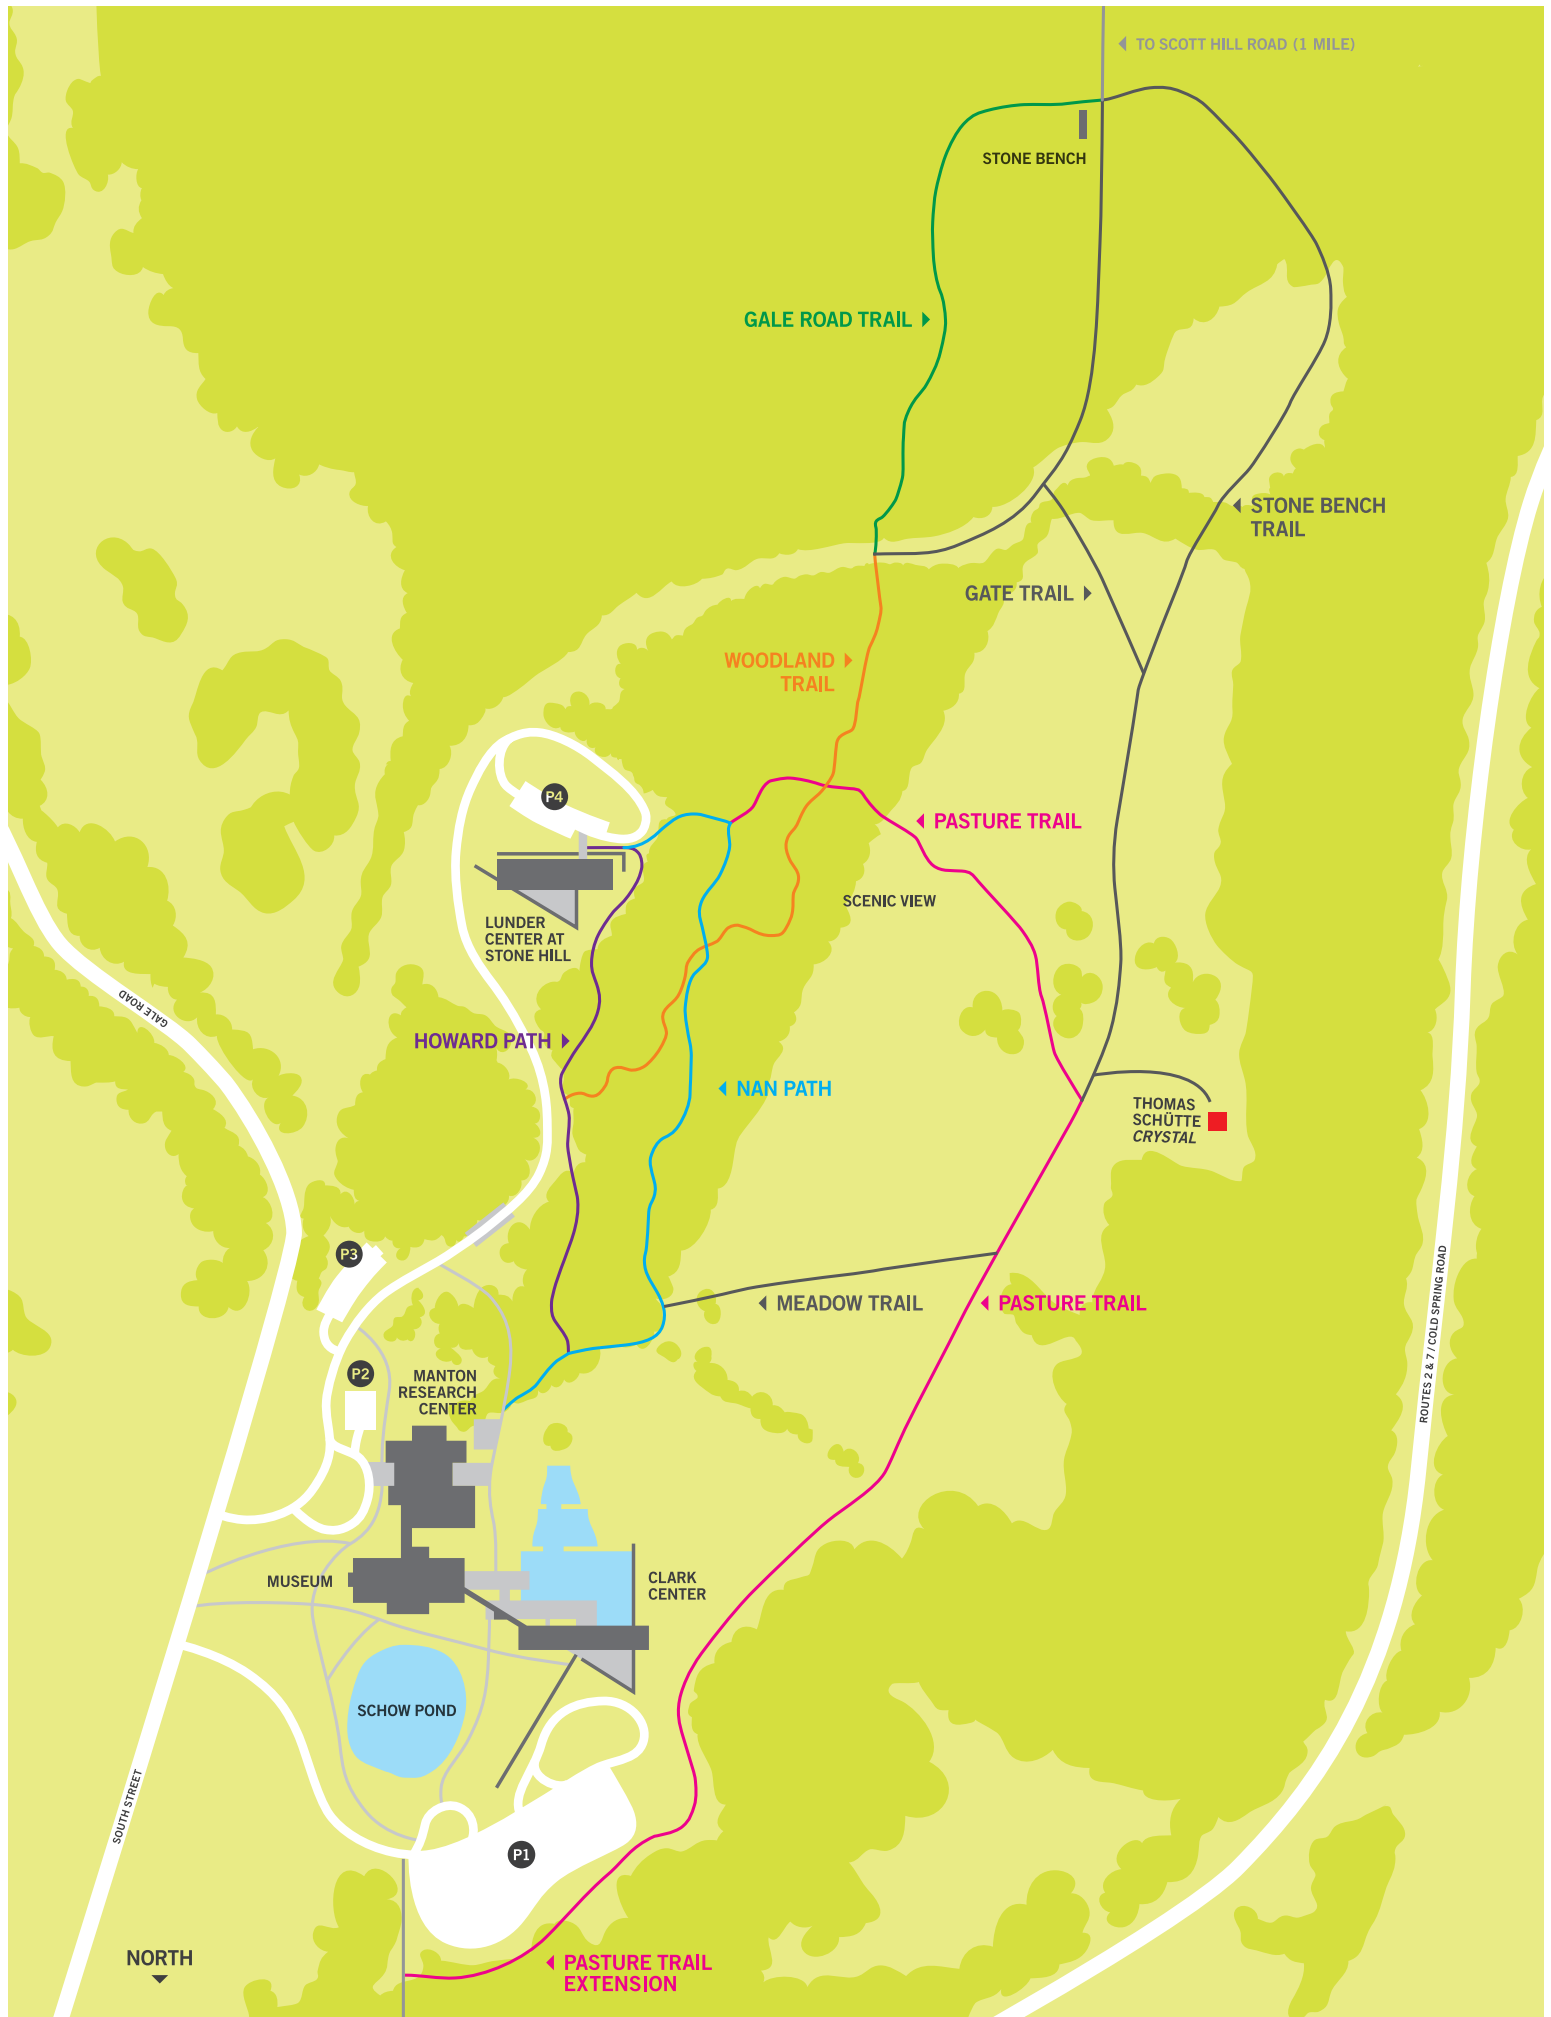 TO SCOTT HILL ROAD (1 MILE)
STONE BENCH
GALE ROAD TRAIL
STONE BENCH
TRAIL
GATE TRAIL
WOODLAND
TRAIL
P4
PASTURE TRAIL
SCENIC VIEW
LUNDER
CENTER AT
STONE HILL
GALE ROAD
HOWARD PATH
NAN PATH
THOMAS
SCHÜTTE
CRYSTAL
P3
MEADOW TRAIL
PASTURE TRAIL
ROUTES 2 & 7 / COLD SPRING ROAD
P2
MANTON
RESEARCH
CENTER
MUSEUM
CLARK
CENTER
SCHOW POND
SOUTH STREET
P1
NORTH
PASTURE TRAIL
EXTENSION